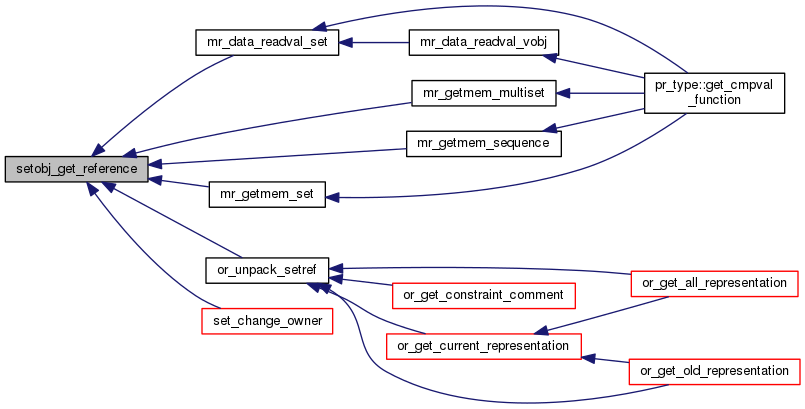 mr_data_readval_set
mr_data_readval_vobj
mr_getmem_multiset
pr_type::get_cmpval
_function
mr_getmem_sequence
setobj_get_reference
mr_getmem_set
or_unpack_setref
or_get_all_representation
or_get_constraint_comment
set_change_owner
or_get_current_representation
or_get_old_representation